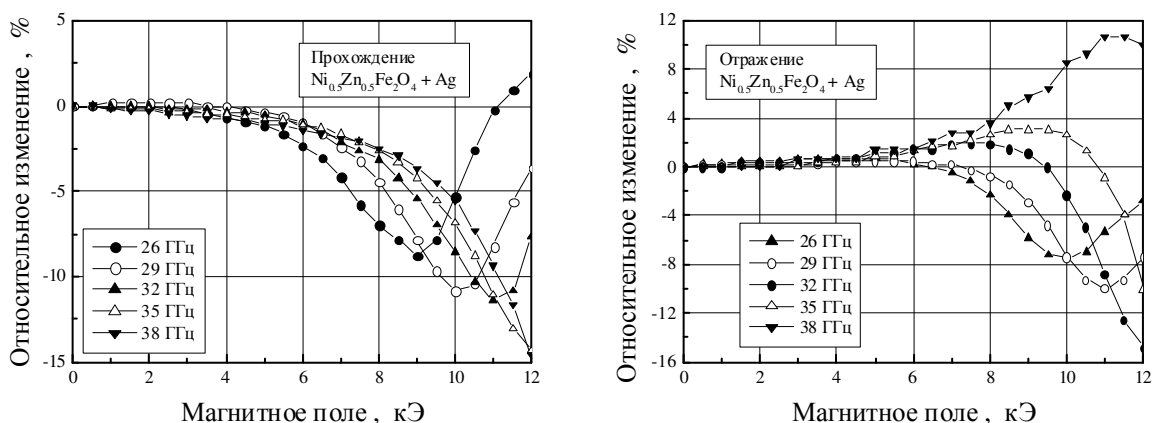 Относительное изменение , %
5
0
-5
-10
-15
Прохождение
Ni0.5Zn0.5Fe2O4 + Ag
26 ГГц
29 ГГц
32 ГГц
35 ГГц
38 ГГц
0 2 4 6 8 10 12
Магнитное поле , кЭ
Относительное изменение , %
12
8
4
0
-4
-8
-12
-16
Отражение
Ni0.5Zn0.5Fe2O4 + Ag
26 ГГц
29 ГГц
32 ГГц
35 ГГц
38 ГГц
0 2 4 6 8 10 12
Магнитное поле , кЭ